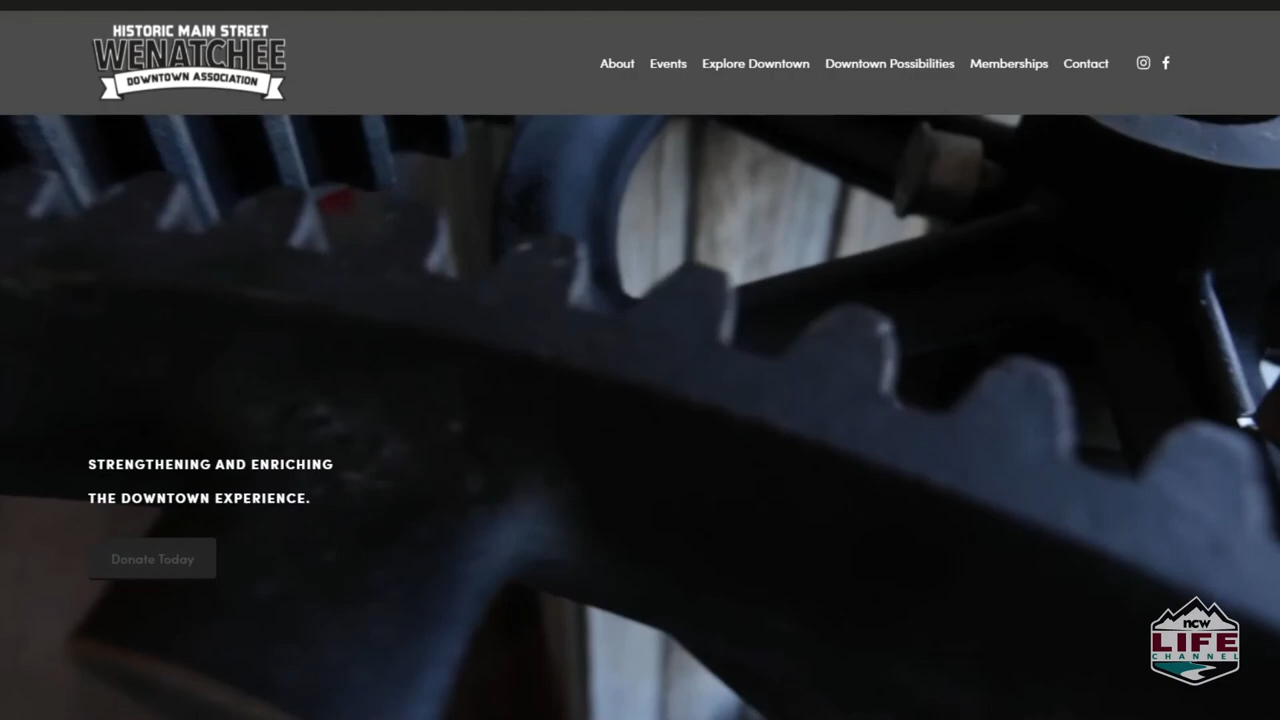 HISTORIC MAIN STREET
WENATCHEE
DOWNTOWN ASSOCIATION
About Events Explore Downtown Downtown Possibilities Memberships Contact
STRENGTHENING AND ENRICHING
THE DOWNTOWN EXPERIENCE.
Donate Today
ncw
LIFE
CHANNEL